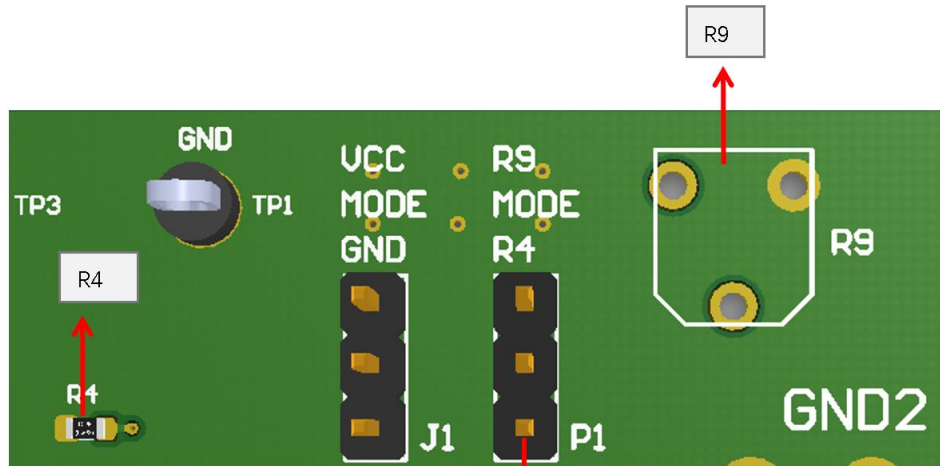 R9
GND
TP3
TP1
VCC
MODE
GND
R9
MODE
R4
R9
R4
R4
J1
P1
GND2